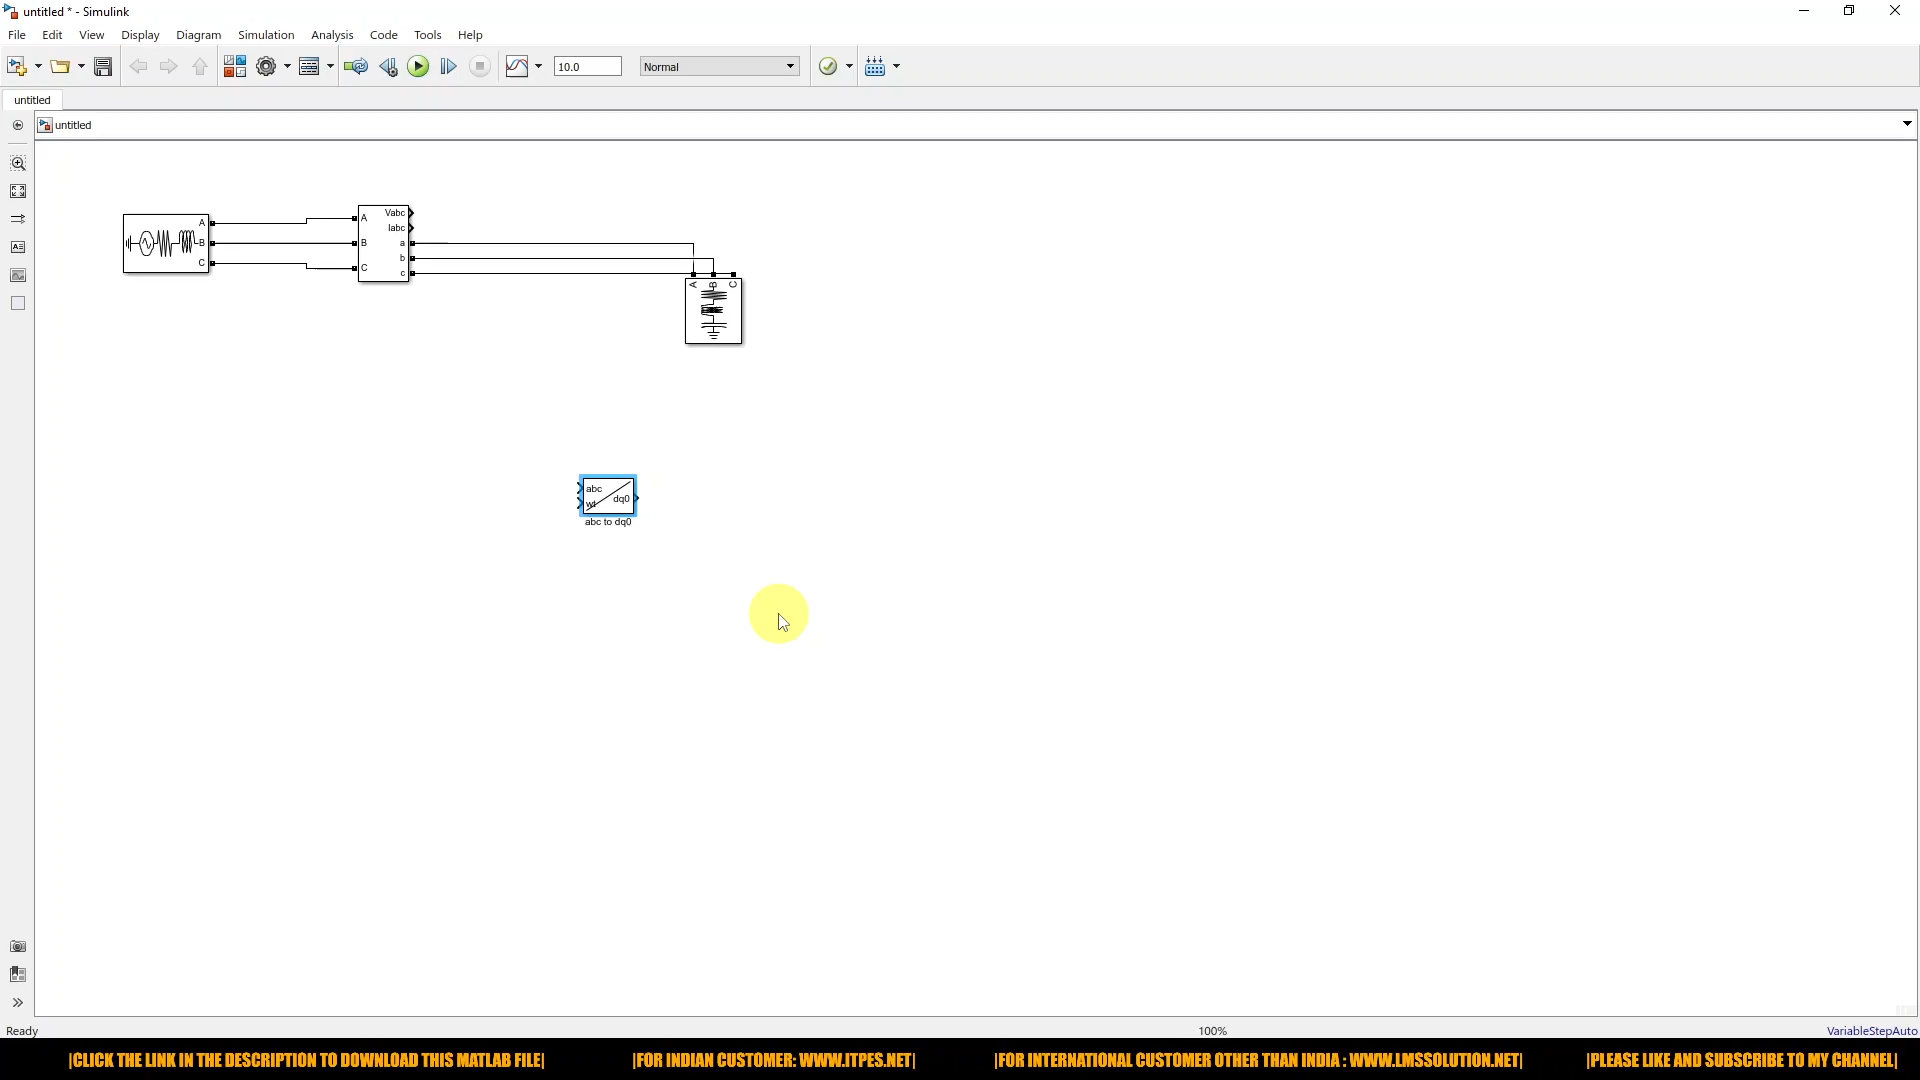 untitled * - Simulink
File Edit View Display Diagram Simulation Analysis Code Tools Help
10.0 Normal
untitled
untitled
A B C
A B C Vabc Iabc a b c
A B C
abc wt dq0
abc to dq0
Ready 100% VariableStepAuto
|CLICK THE LINK IN THE DESCRIPTION TO DOWNLOAD THIS MATLAB FILE| |FOR INDIAN CUSTOMER: WWW.ITPES.NET| |FOR INTERNATIONAL CUSTOMER OTHER THAN INDIA : WWW.LMSSOLUTION.NET| |PLEASE LIKE AND SUBSCRIBE TO MY CHANNEL|